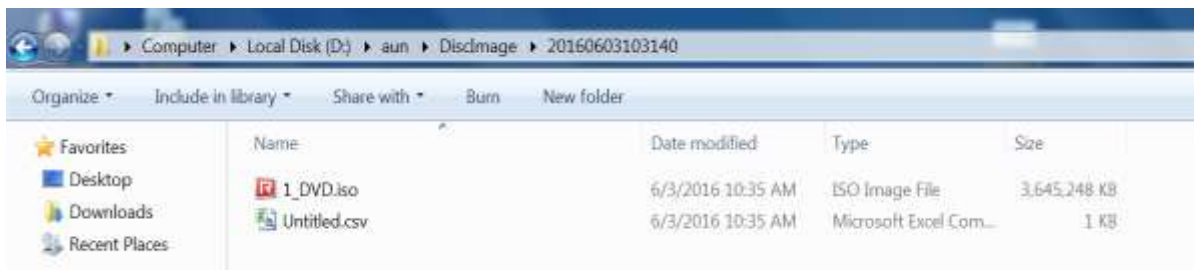 Computer ▸ Local Disk (D:) ▸ aun ▸ DiscImage ▸ 20160603103140
Organize Include in library Share with Burn New folder
Favorites Name Date modified Type Size
Desktop 1_DVD.iso 6/3/2016 10:35 AM ISO Image File 3,645,248 KB
Downloads Untitled.csv 6/3/2016 10:35 AM Microsoft Excel Com... 1 KB
Recent Places